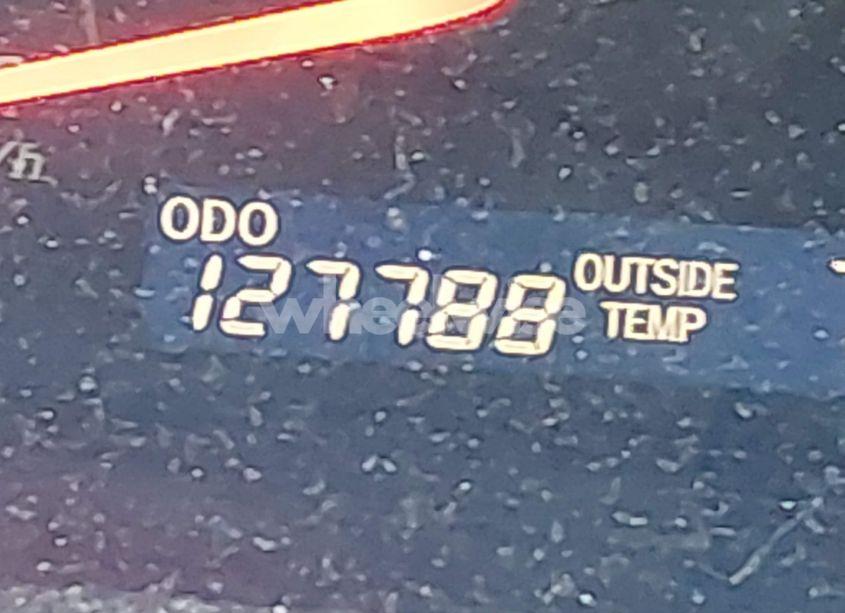 /h
ODO
127788
OUTSIDE
TEMP